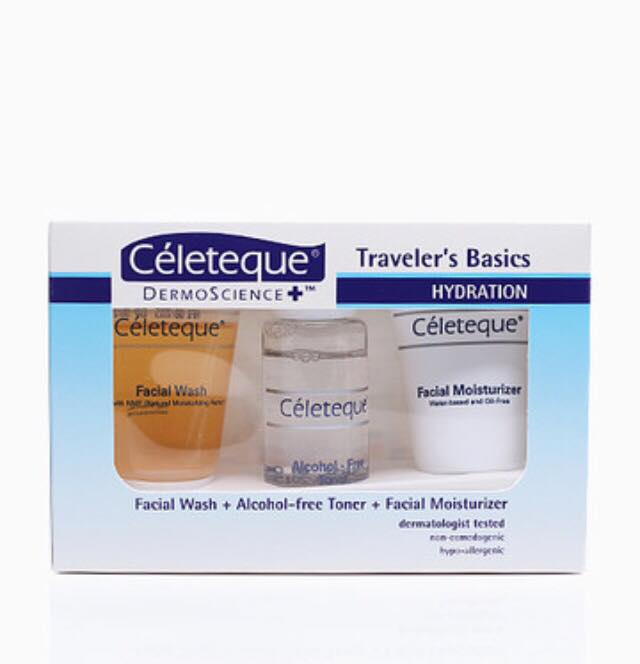 Céleteque®
DERMOSCIENCE+™
Traveler's Basics
HYDRATION
Céleteque
Facial Wash
Céleteque
Alcohol-Free
Céleteque®
Facial Moisturizer
Water-based and Oil-Free
Facial Wash + Alcohol-free Toner + Facial Moisturizer
dermatologist tested
non-comedogenic
hypo-allergenic